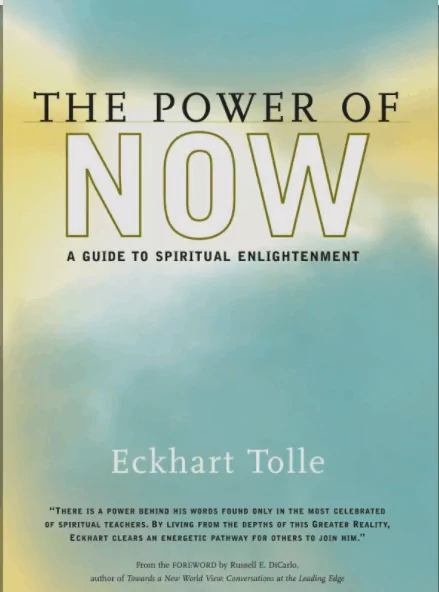 THE POWER OF
NOW
A GUIDE TO SPIRITUAL ENLIGHTENMENT
Eckhart Tolle
“THERE IS A POWER BEHIND HIS WORDS FOUND ONLY IN THE MOST CELEBRATED
OF SPIRITUAL TEACHERS. BY LIVING FROM THE DEPTHS OF THIS GREATER REALITY,
ECKHART CLEARS AN ENERGETIC PATHWAY FOR OTHERS TO JOIN HIM.”
From the FOREWORD by Russell E. DiCarlo,
author of Towards a New World View: Conversations at the Leading Edge